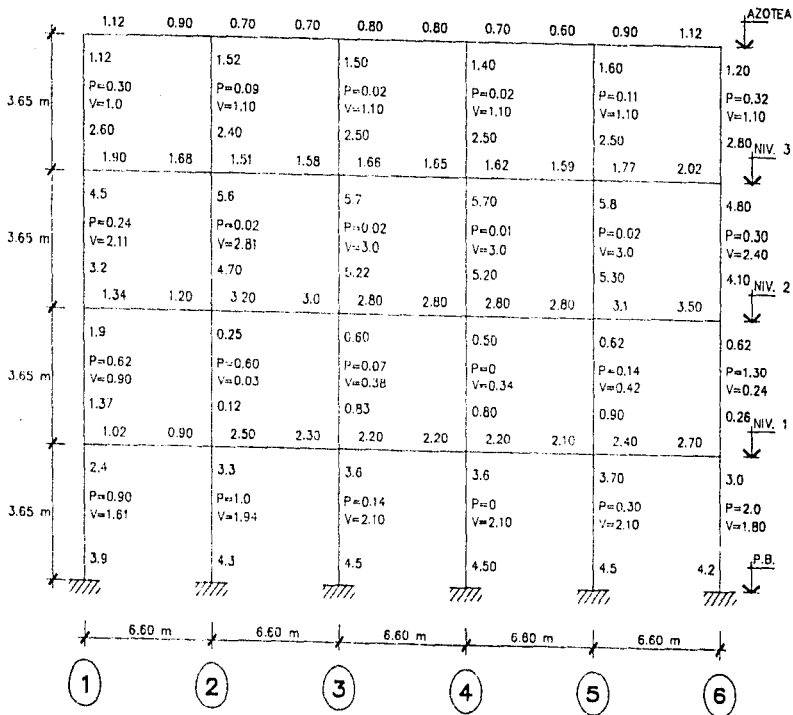 AZOTEA
1.12 0.90 0.70 0.70 0.80 0.80 0.70 0.60 0.90 1.12
1.12 1.52 1.50 1.40 1.60 1.20
3.65 m
P=0.30 P=0.09 P=0.02 P=0.02 P=0.11 P=0.32
V=1.0 V=1.10 V=1.10 V=1.10 V=1.10 V=1.10
2.60 2.40 2.50 2.50 2.50 2.80
NIV. 3
1.90 1.68 1.51 1.58 1.66 1.65 1.62 1.59 1.77 2.02
4.5 5.6 5.7 5.70 5.8 4.80
3.65 m
P=0.24 P=0.02 P=0.02 P=0.01 P=0.02 P=0.30
V=2.11 V=2.81 V=3.0 V=3.0 V=3.0 V=2.40
3.2 4.70 5.22 5.20 5.30 4.10
NIV. 2
1.34 1.20 3.20 3.0 2.80 2.80 2.80 2.80 3.1 3.50
1.9 0.25 0.60 0.50 0.62 0.62
3.65 m
P=0.62 P=0.60 P=0.07 P=0 P=0.14 P=1.30
V=0.90 V=0.03 V=0.38 V=0.34 V=0.42 V=0.24
1.37 0.12 0.83 0.80 0.90 0.26
NIV. 1
1.02 0.90 2.50 2.30 2.20 2.20 2.20 2.10 2.40 2.70
2.4 3.3 3.6 3.6 3.70 3.0
3.65 m
P=0.90 P=1.0 P=0.14 P=0 P=0.30 P=2.0
V=1.61 V=1.94 V=2.10 V=2.10 V=2.10 V=1.80
3.9 4.3 4.5 4.50 4.5 4.2
P.B.
6.60 m 6.60 m 6.60 m 6.60 m 6.60 m
1 2 3 4 5 6